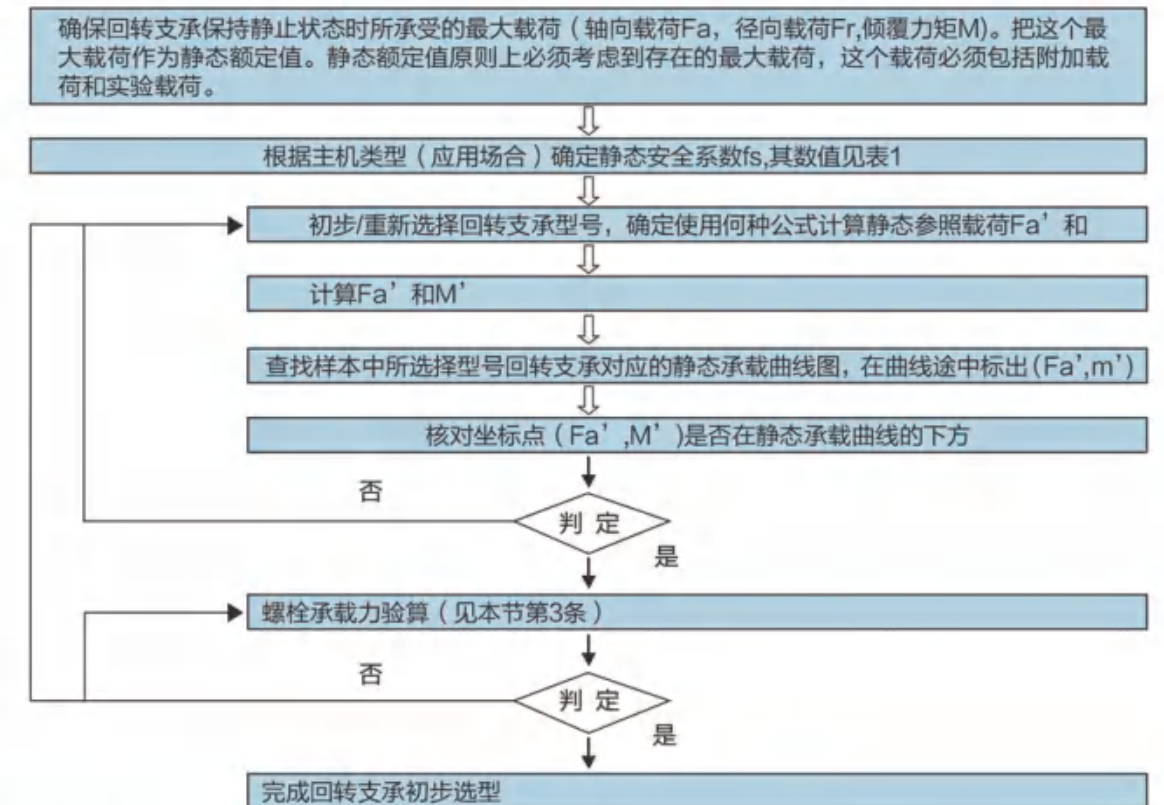 确保回转支承保持静止状态时所承受的最大载荷（轴向载荷Fa，径向载荷Fr,倾覆力矩M）。把这个最
大载荷作为静态额定值。静态额定值原则上必须考虑到存在的最大载荷，这个载荷必须包括附加载
荷和实验载荷。
根据主机类型（应用场合）确定静态安全系数fs,其数值见表1
初步/重新选择回转支承型号，确定使用何种公式计算静态参照载荷Fa’和
计算Fa’和M’
查找样本中所选择型号回转支承对应的静态承载曲线图，在曲线途中标出(Fa’,m’)
核对坐标点（Fa’,M’)是否在静态承载曲线的下方
否
判 定
是
螺栓承载力验算（见本节第3条）
否
判 定
是
完成回转支承初步选型